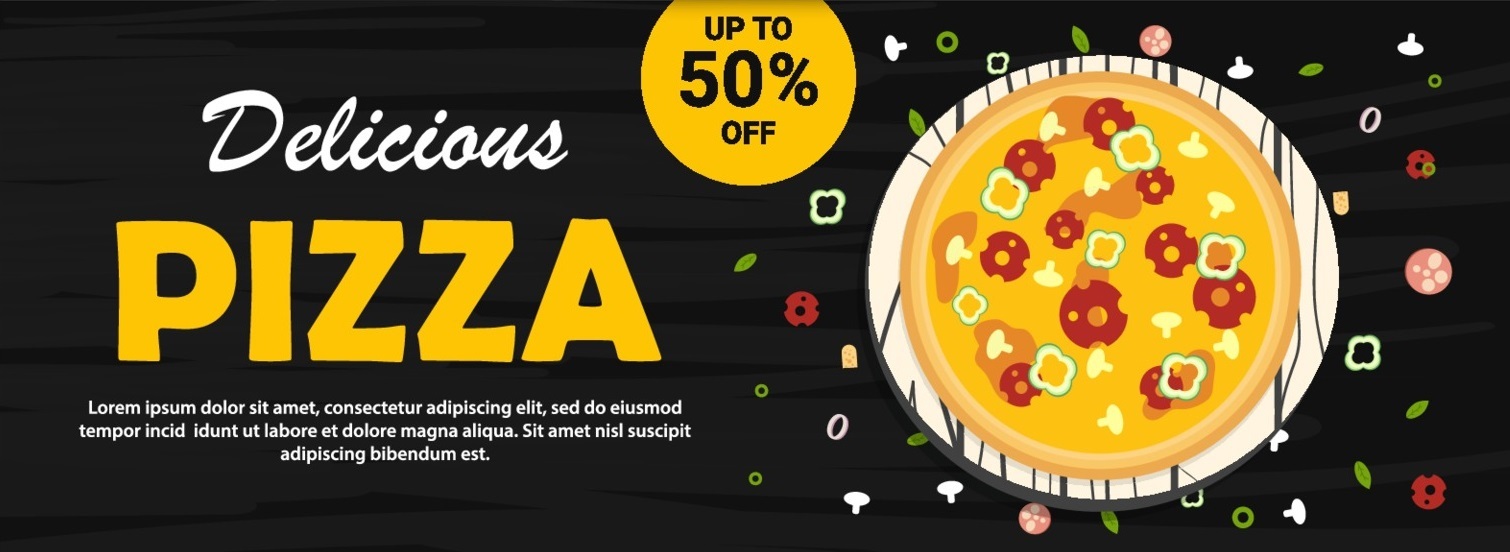 UP TO
50%
OFF
Delicious
PIZZA
Lorem ipsum dolor sit amet, consectetur adipiscing elit, sed do eiusmod
tempor incid  idunt ut labore et dolore magna aliqua. Sit amet nisl suscipit
adipiscing bibendum est.